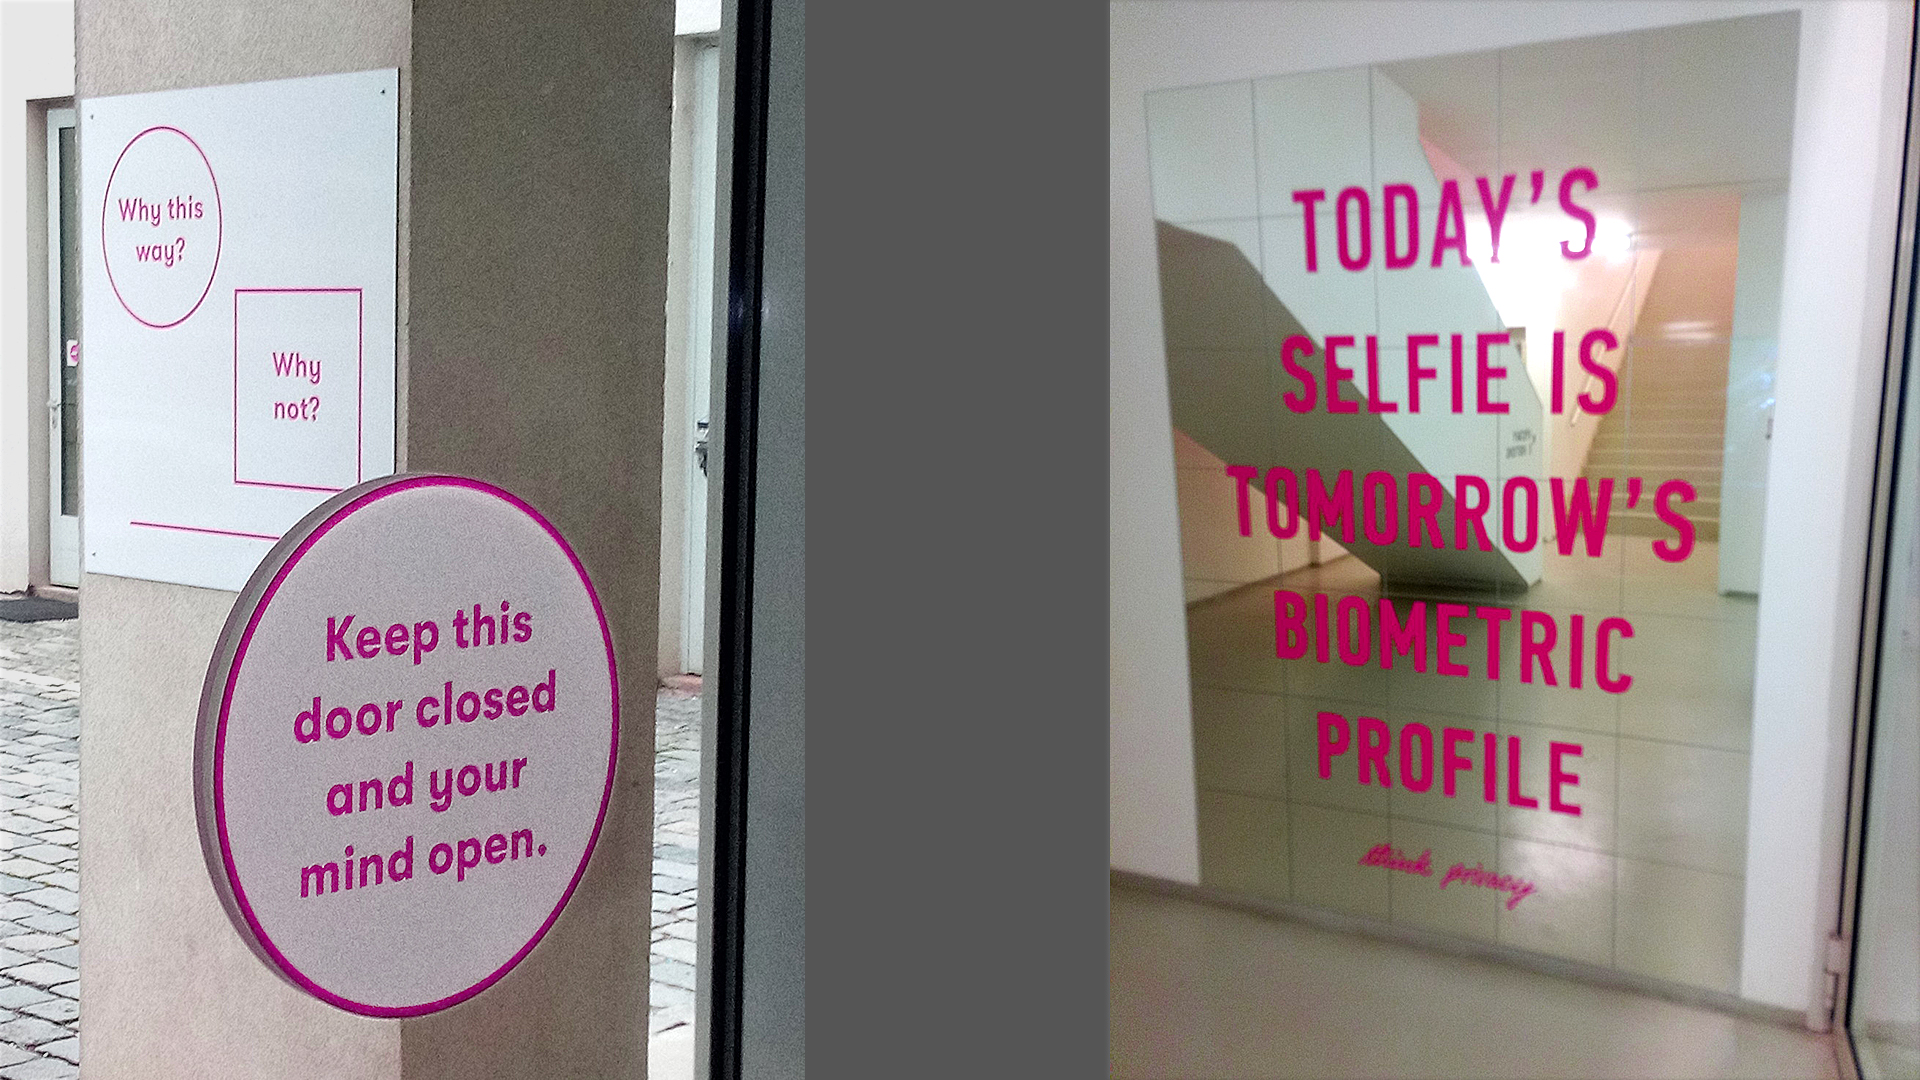 Why this
way?
Why
not?
Keep this
door closed
and your
mind open.
TODAY'S
SELFIE IS
TOMORROW'S
BIOMETRIC
PROFILE
think privacy